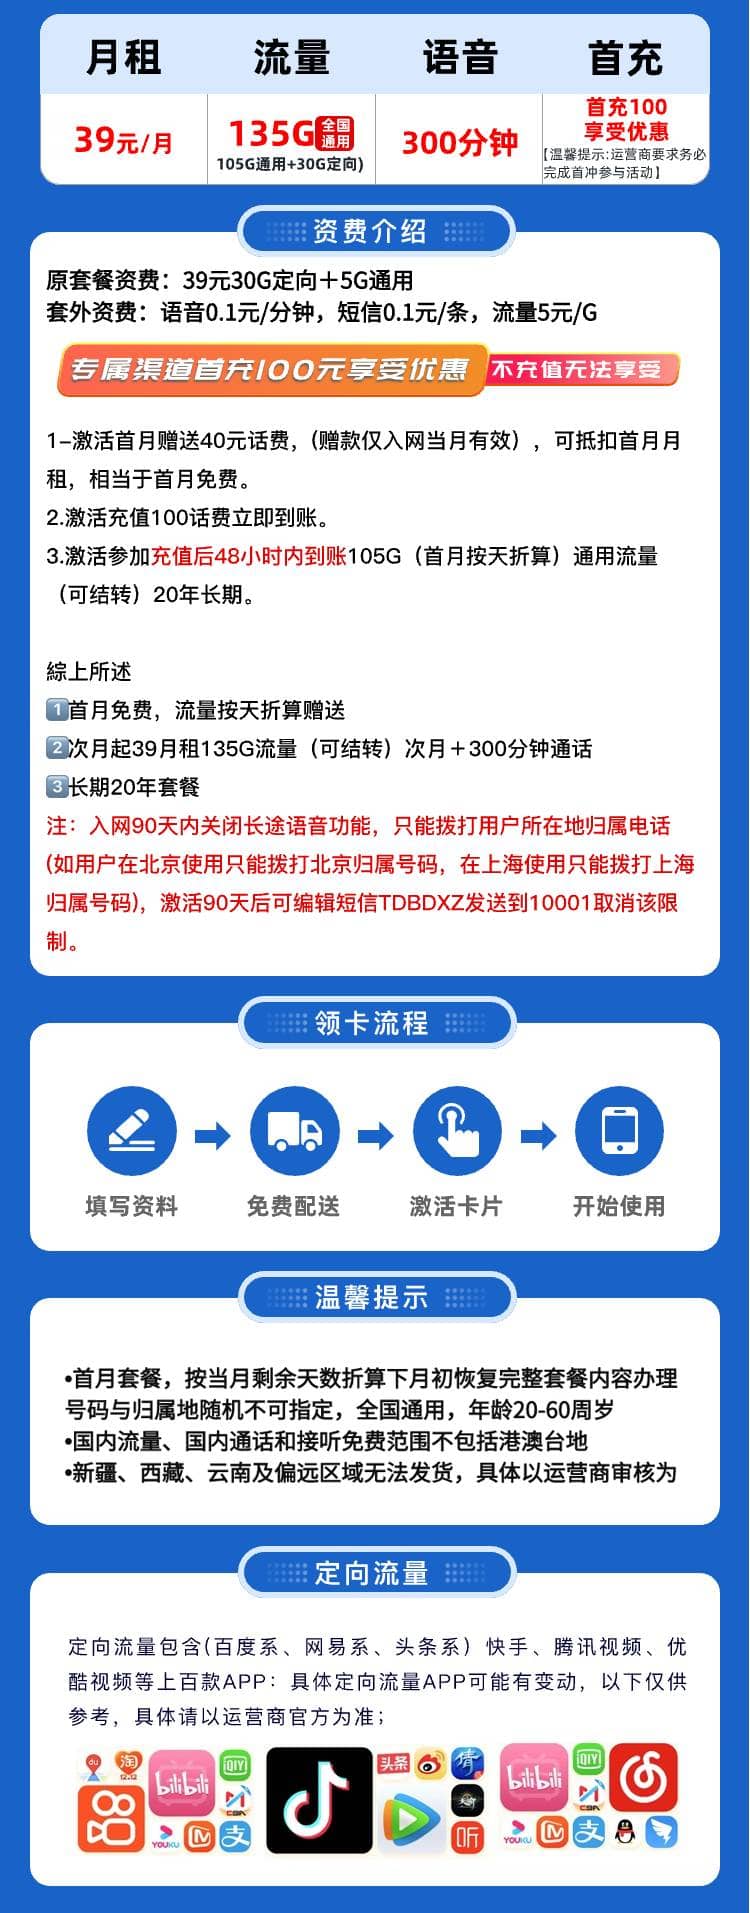 月租
流量
语音
首充
39元/月
135G全国通用
105G通用+30G定向)
300分钟
首充100
享受优惠
【温馨提示:运营商要求务必
完成首冲参与活动】
资费介绍
原套餐资费：39元30G定向＋5G通用
套外资费：语音0.1元/分钟，短信0.1元/条，流量5元/G
专属渠道首充100元享受优惠 不充值无法享受
1–激活首月赠送40元话费，（赠款仅入网当月有效），可抵扣首月月
租，相当于首月免费。
2.激活充值100话费立即到账。
3.激活参加充值后48小时内到账105G（首月按天折算）通用流量
（可结转）20年长期。
綜上所述
1首月免费，流量按天折算赠送
2次月起39月租135G流量（可结转）次月＋300分钟通话
3长期20年套餐
注：入网90天内关闭长途语音功能，只能拨打用户所在地归属电话
(如用户在北京使用只能拨打北京归属号码，在上海使用只能拨打上海
归属号码)，激活90天后可编辑短信TDBDXZ发送到10001取消该限
制。
领卡流程
填写资料
免费配送
激活卡片
开始使用
温馨提示
•首月套餐，按当月剩余天数折算下月初恢复完整套餐内容办理
号码与归属地随机不可指定，全国通用，年龄20-60周岁
•国内流量、国内通话和接听免费范围不包括港澳台地
•新疆、西藏、云南及偏远区域无法发货，具体以运营商审核为
定向流量
定向流量包含(百度系、网易系、头条系）快手、腾讯视频、优
酷视频等上百款APP：具体定向流量APP可能有变动，以下仅供
参考，具体请以运营商官方为准；
du
淘
12.12
bilibili
QIY
CBA
YOUKU
支
头条
倩
听
bilibili
QIY
CBA
YOUKU
支